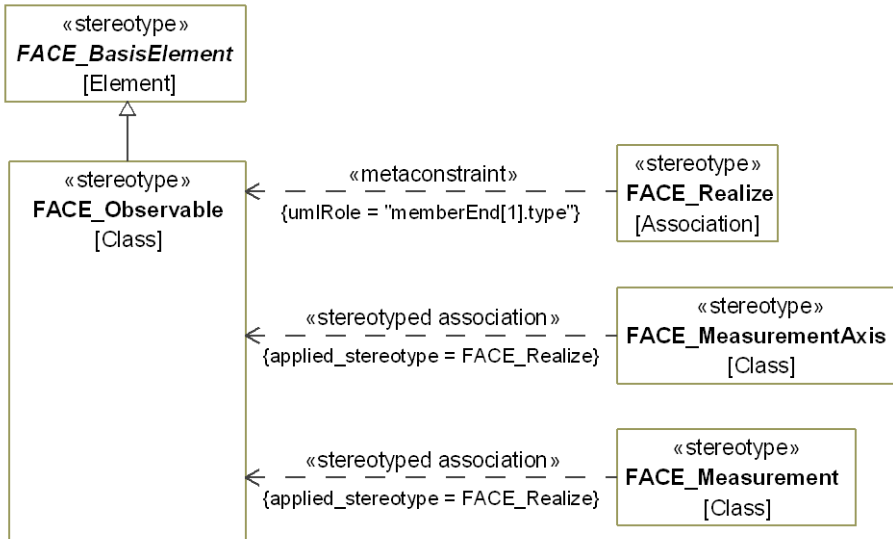 «stereotype»
FACE_BasisElement
[Element]
«stereotype»
FACE_Observable
[Class]
«metaconstraint»
{umlRole = "memberEnd[1].type"}
«stereotype»
FACE_Realize
[Association]
«stereotyped association»
{applied_stereotype = FACE_Realize}
«stereotype»
FACE_MeasurementAxis
[Class]
«stereotyped association»
{applied_stereotype = FACE_Realize}
«stereotype»
FACE_Measurement
[Class]